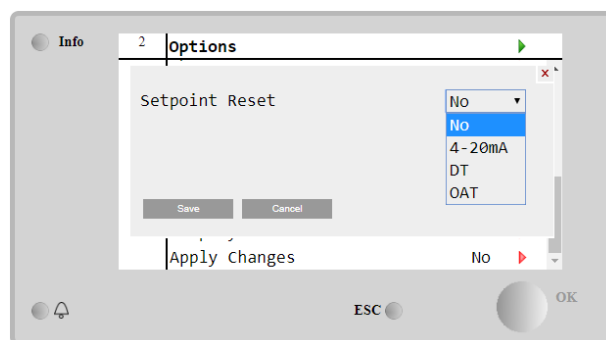 Info
2 Options
x
Setpoint Reset No
No
4-20mA
DT
OAT
Save Cancel
Apply Changes No
OK
ESC